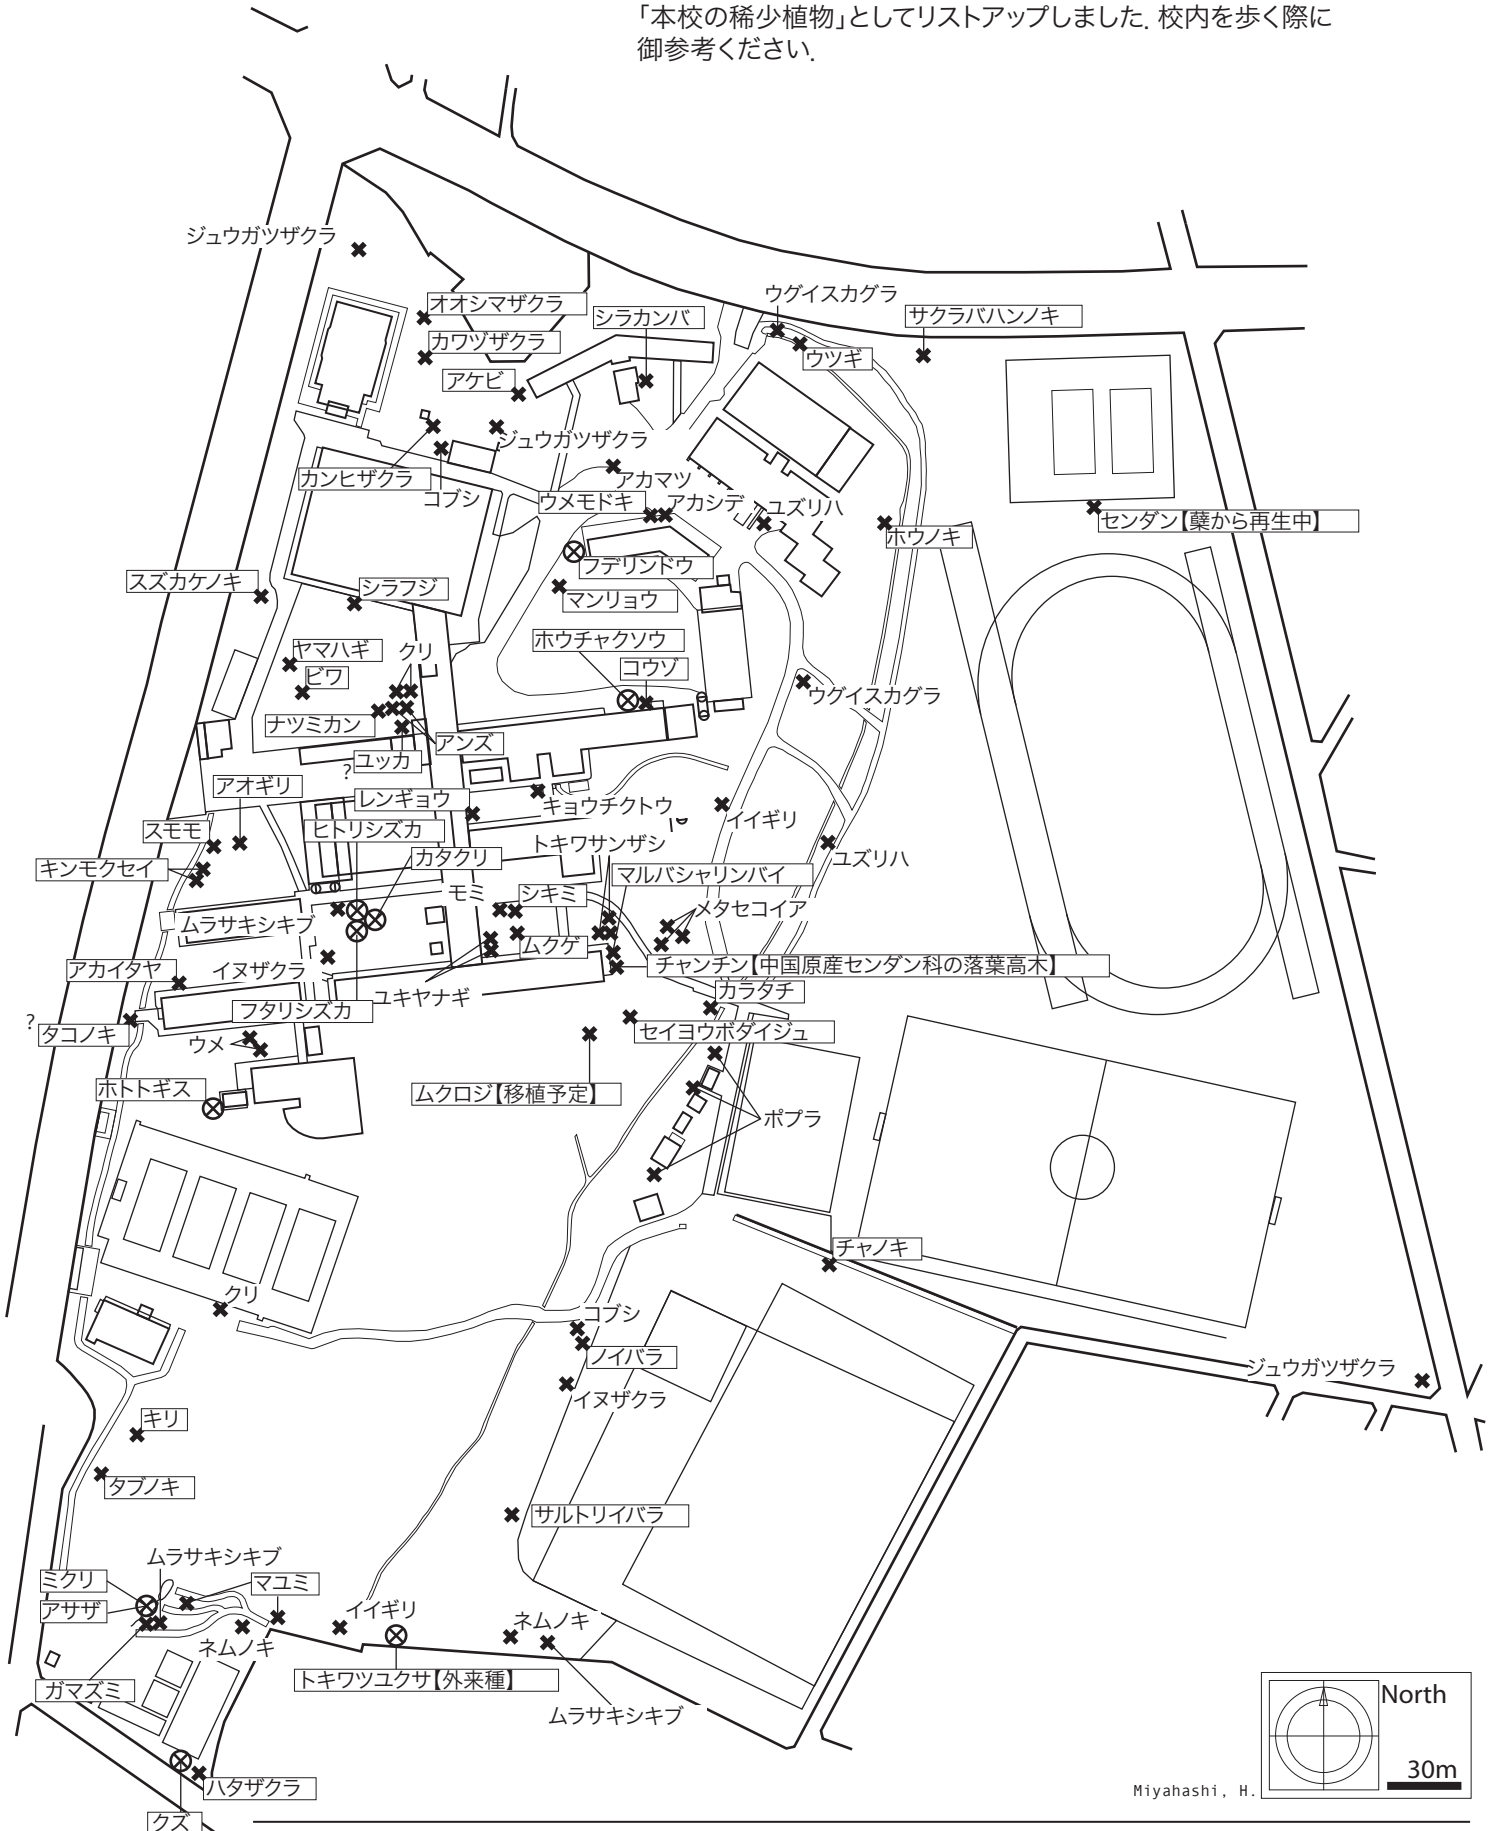 「本校の稀少植物」としてリストアップしました. 校内を歩く際に
御参考ください.
ジュウガツザクラ
オオシマザクラ
カワヅザクラ
アケビ
シラカンバ
ウグイスカグラ
ウツギ
サクラバハンノキ
カンヒザクラ
コブシ
ジュウガツザクラ
アカマツ
ウメモドキ
アカシデ
ユズリハ
ホウノキ
センダン【蘖から再生中】
フデリンドウ
スズカケノキ
シラフジ
マンリョウ
ホウチャクソウ
コウゾ
ヤマハギ
クリ
ビワ
ウグイスカグラ
ナツミカン
アンズ
ユッカ
?
アオギリ
レンギョウ
キョウチクトウ
イイギリ
スモモ
ヒトリシズカ
トキワサンザシ
ユズリハ
キンモクセイ
カタクリ
マルバシャリンバイ
モミ
シキミ
メタセコイア
ムラサキシキブ
ムクゲ
アカイタヤ
イヌザクラ
チャンチン【中国原産センダン科の落葉高木】
ユキヤナギ
カラタチ
フタリシズカ
?
タコノキ
ウメ
セイヨウボダイジュ
ホトトギス
ムクロジ【移植予定】
ポプラ
チャノキ
クリ
コブシ
ノイバラ
イヌザクラ
ジュウガツザクラ
キリ
タブノキ
サルトリイバラ
ムラサキシキブ
ミクリ
マユミ
アサザ
イイギリ
ネムノキ
ネムノキ
トキワツユクサ【外来種】
ガマズミ
ムラサキシキブ
North
30m
Miyahashi, H.
ハタザクラ
クズ